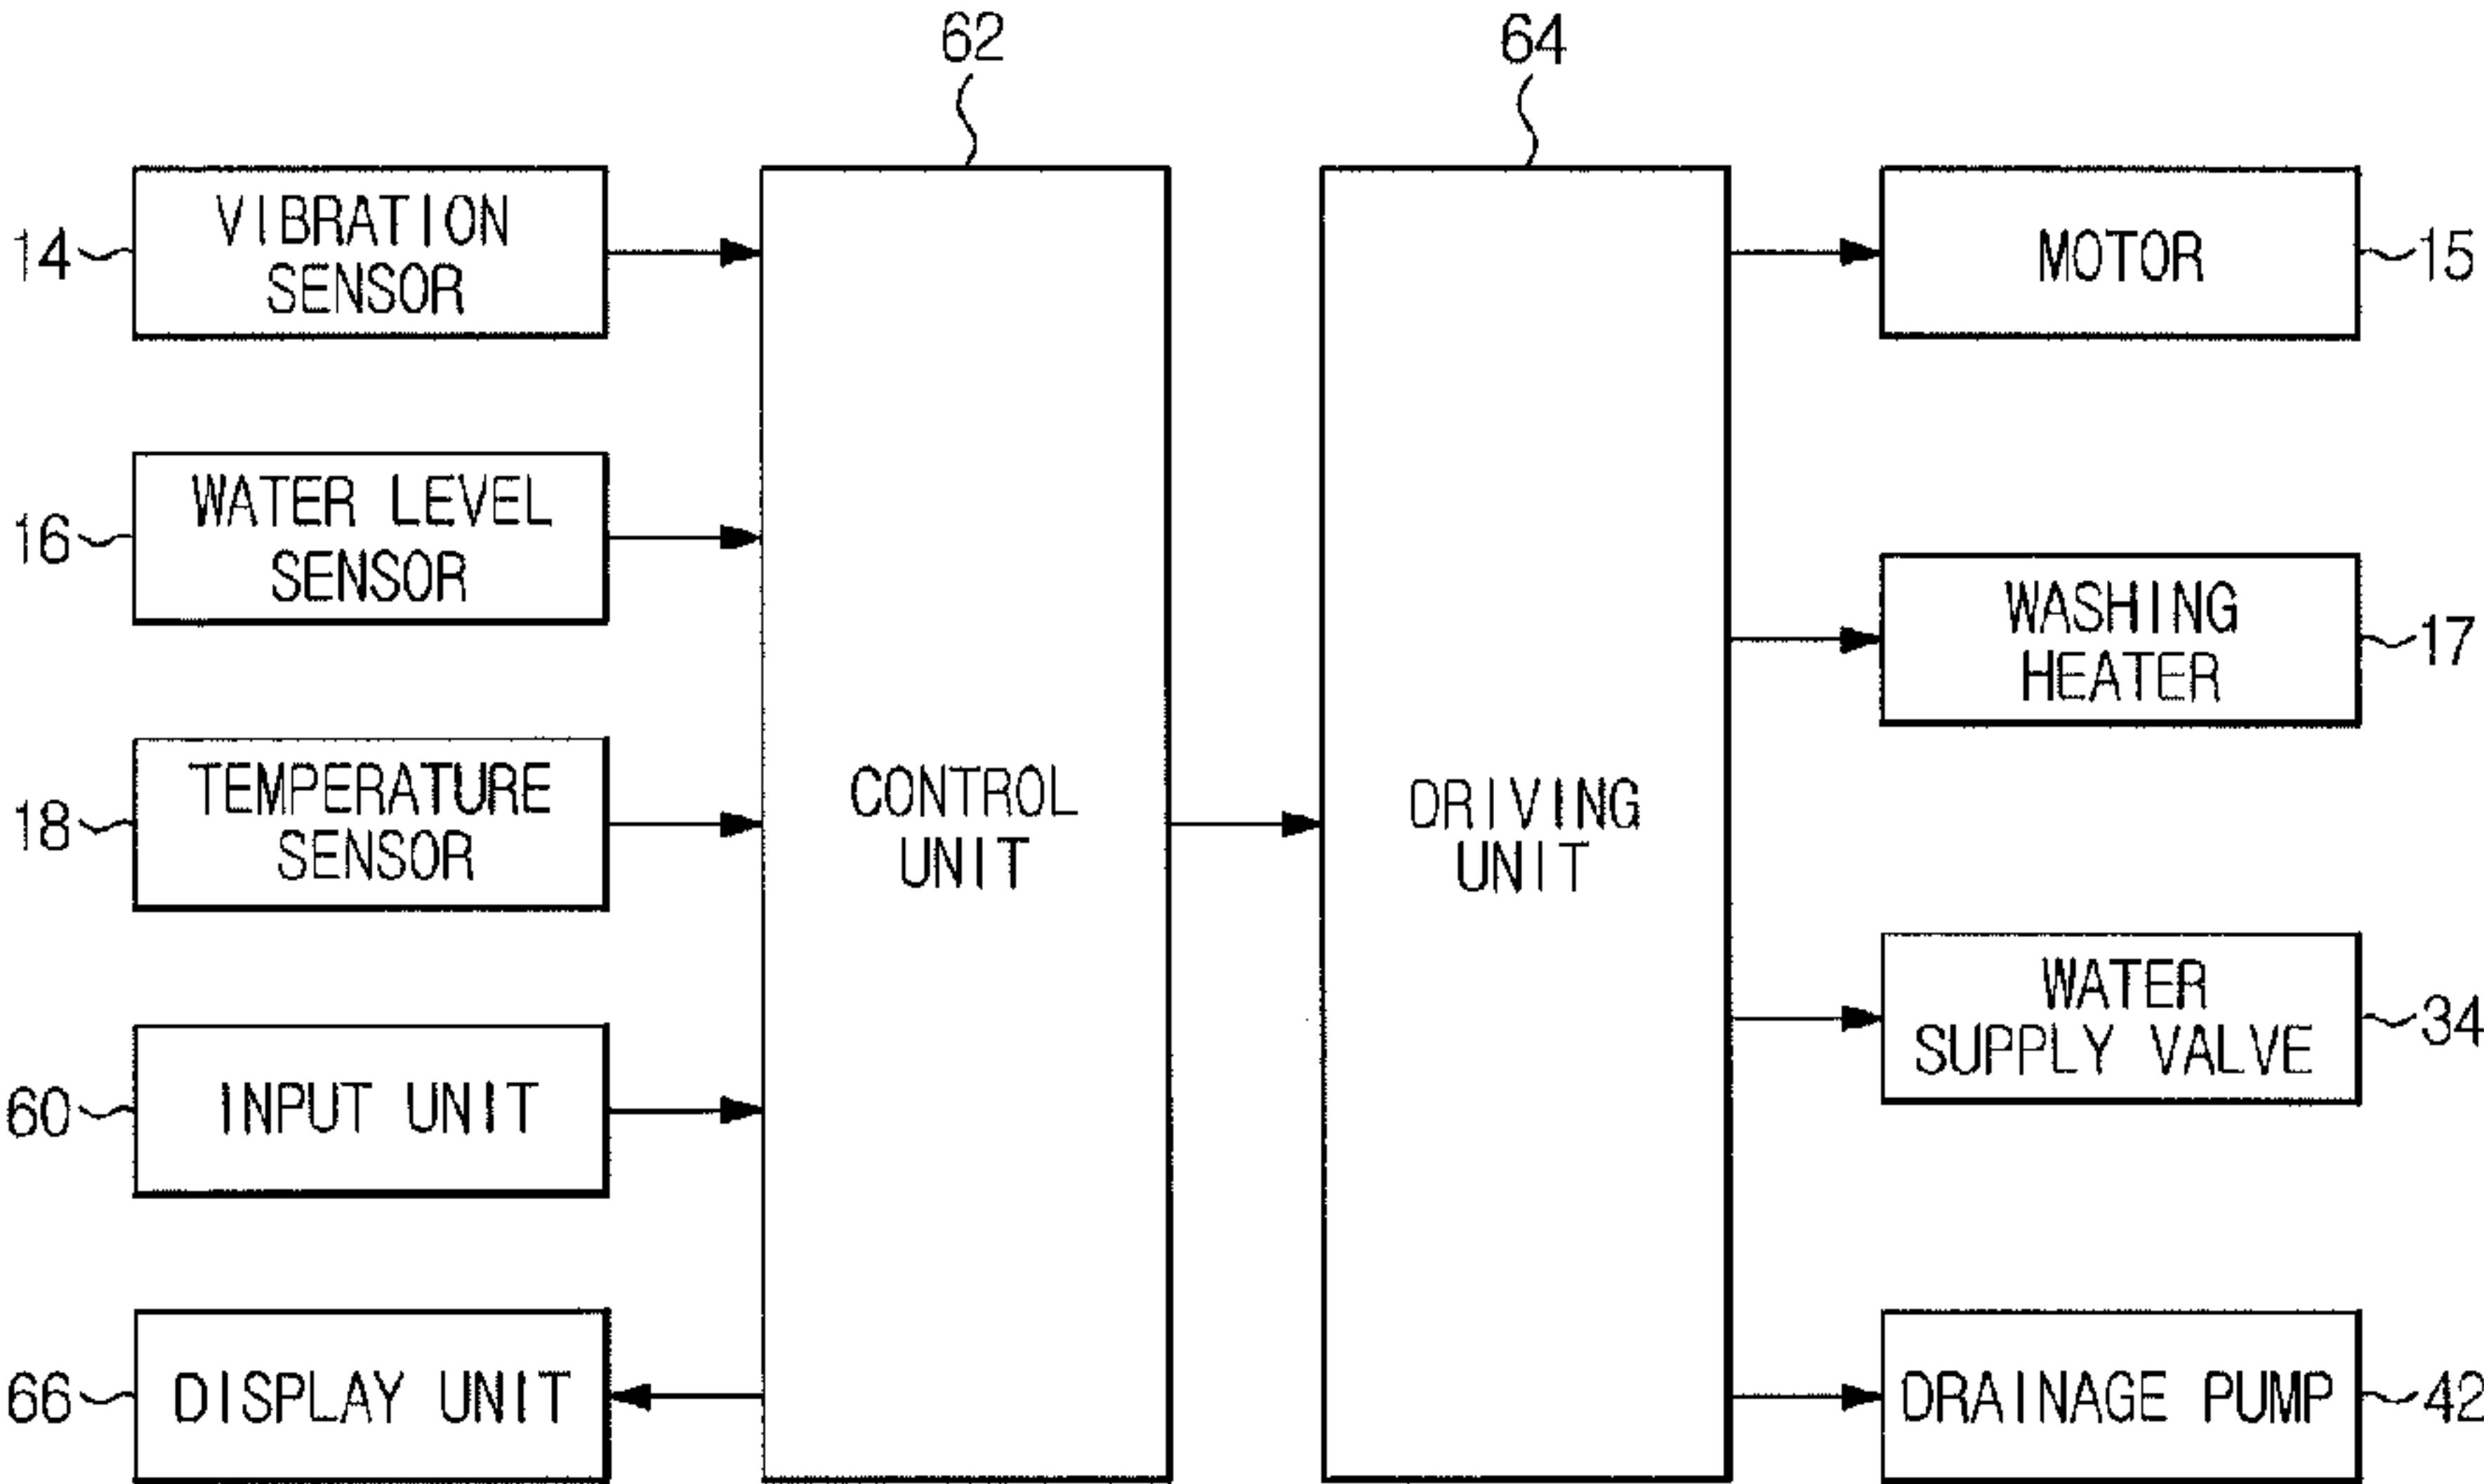 62
64
14
VIBRATION
SENSOR
MOTOR
15
16
WATER LEVEL
SENSOR
WASHING
HEATER
17
18
TEMPERATURE
SENSOR
CONTROL
UNIT
DRIVING
UNIT
WATER
SUPPLY VALVE
34
60
INPUT UNIT
66
DISPLAY UNIT
DRAINAGE PUMP
42